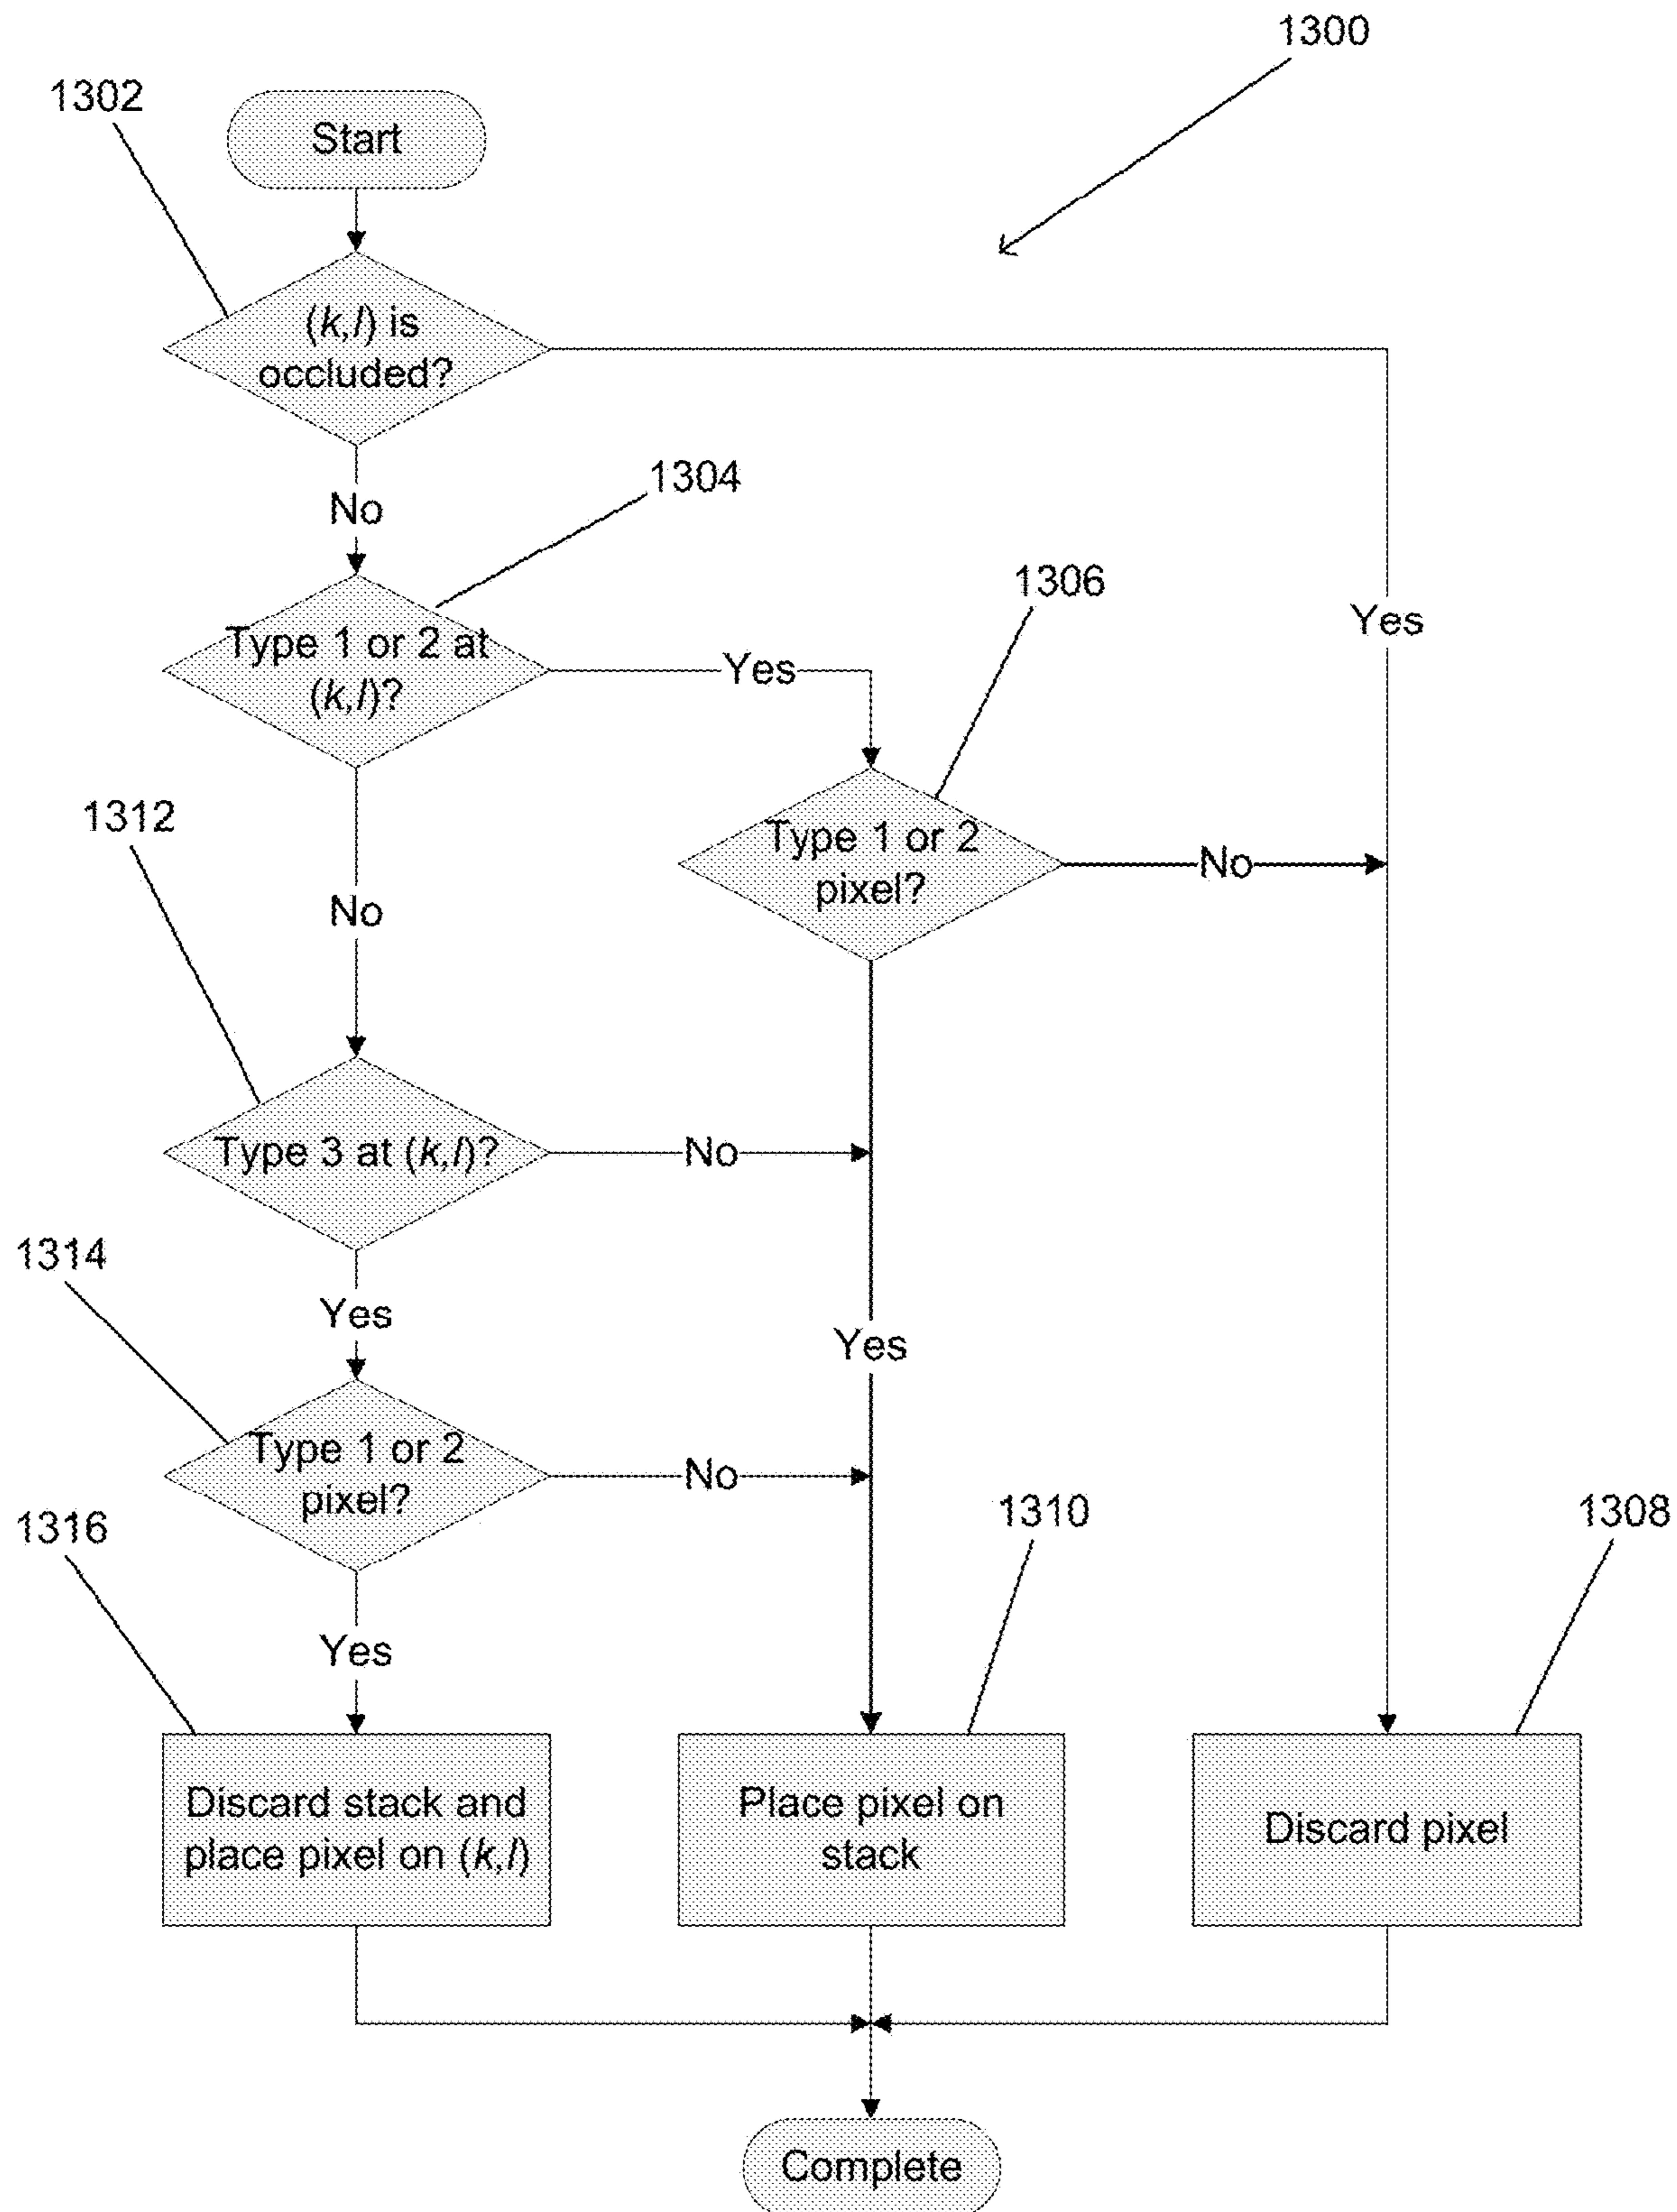 1300
1302
Start
(k,l) is
occluded?
No
1304
Type 1 or 2 at
(k,l)?
Yes
1306
Yes
Type 1 or 2
pixel?
No
1312
No
Type 3 at (k,l)?
No
1314
Yes
Yes
Type 1 or 2
pixel?
No
1316
1310
1308
Yes
Discard stack and
place pixel on (k,l)
Place pixel on
stack
Discard pixel
Complete